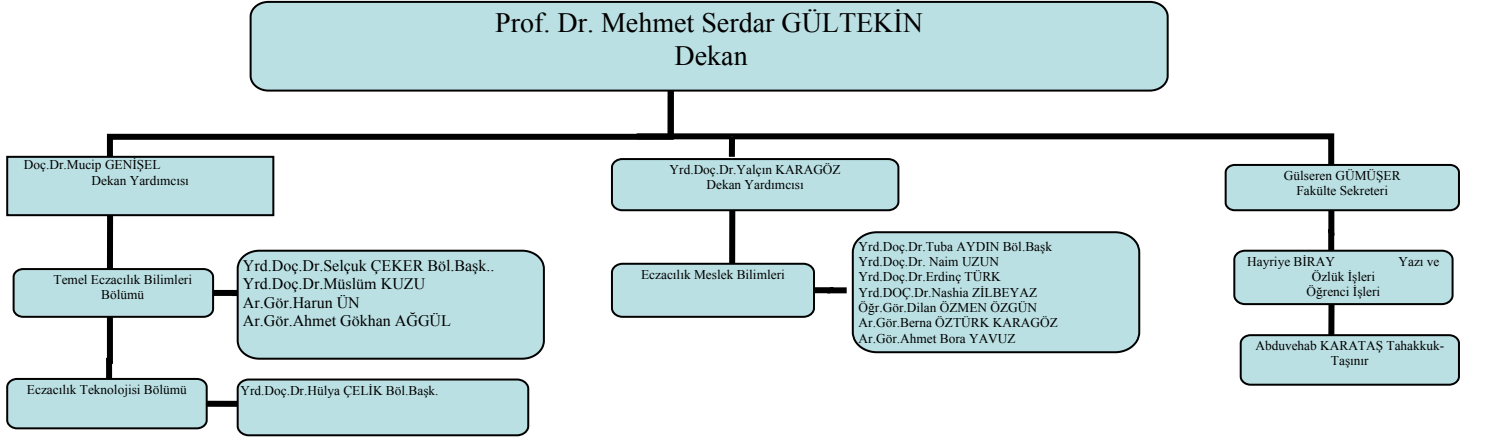 Prof. Dr. Mehmet Serdar GÜLTEKİN
Dekan
Doç.Dr.Mucip GENİŞEL
Dekan Yardımcısı
Yrd.Doç.Dr.Yalçın KARAGÖZ
Dekan Yardımcısı
Gülseren GÜMÜŞER
Fakülte Sekreteri
Temel Eczacılık Bilimleri
Bölümü
Yrd.Doç.Dr.Selçuk ÇEKER Böl.Başk..
Yrd.Doç.Dr.Müslüm KUZU
Ar.Gör.Harun ÜN
Ar.Gör.Ahmet Gökhan AĞGÜL
Eczacılık Meslek Bilimleri
Yrd.Doç.Dr.Tuba AYDIN Böl.Başk
Yrd.Doç.Dr. Naim UZUN
Yrd.Doç.Dr.Erdinç TÜRK
Yrd.DOÇ.Dr.Nashia ZİLBEYAZ
Öğr.Gör.Dilan ÖZMEN ÖZGÜN
Ar.Gör.Berna ÖZTÜRK KARAGÖZ
Ar.Gör.Ahmet Bora YAVUZ
Hayriye BİRAY Yazı ve
Özlük İşleri
Öğrenci İşleri
Abduvehab KARATAŞ Tahakkuk-
Taşınır
Eczacılık Teknolojisi Bölümü
Yrd.Doç.Dr.Hülya ÇELİK Böl.Başk.